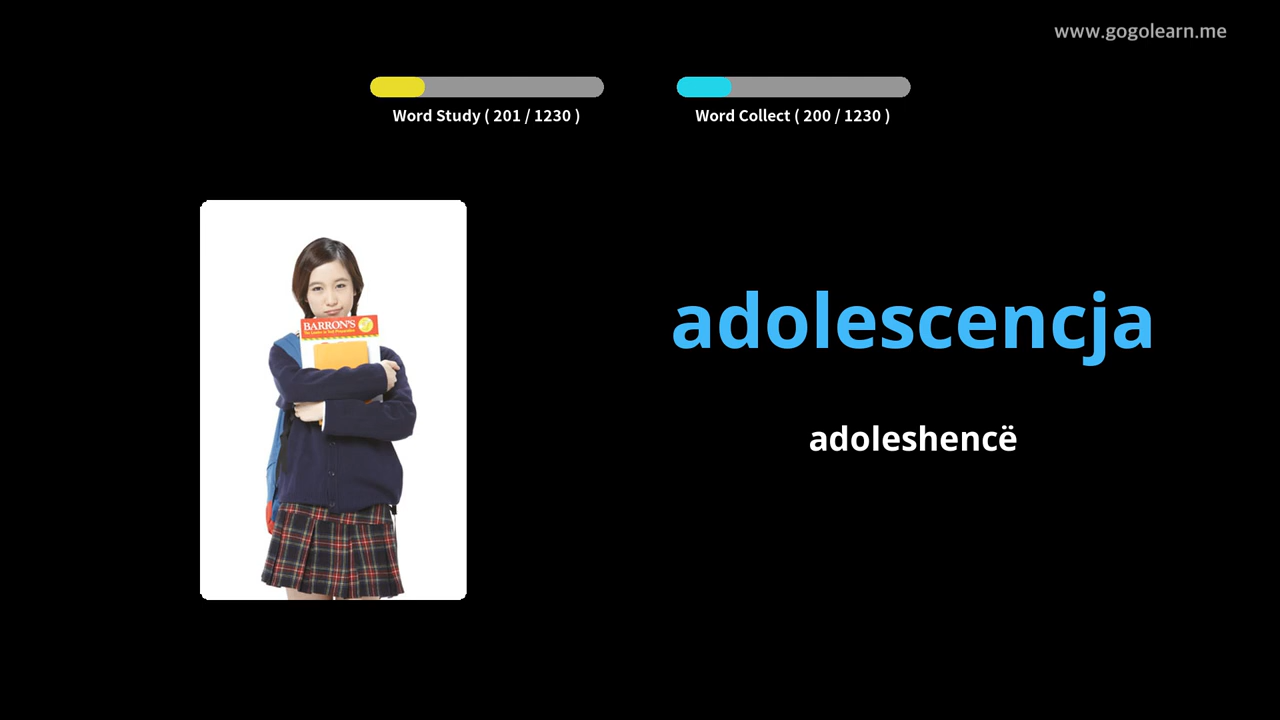 www.gogolearn.me
Word Study ( 201 / 1230 )
Word Collect ( 200 / 1230 )
BARRON'S
adolescencja
adoleshencë